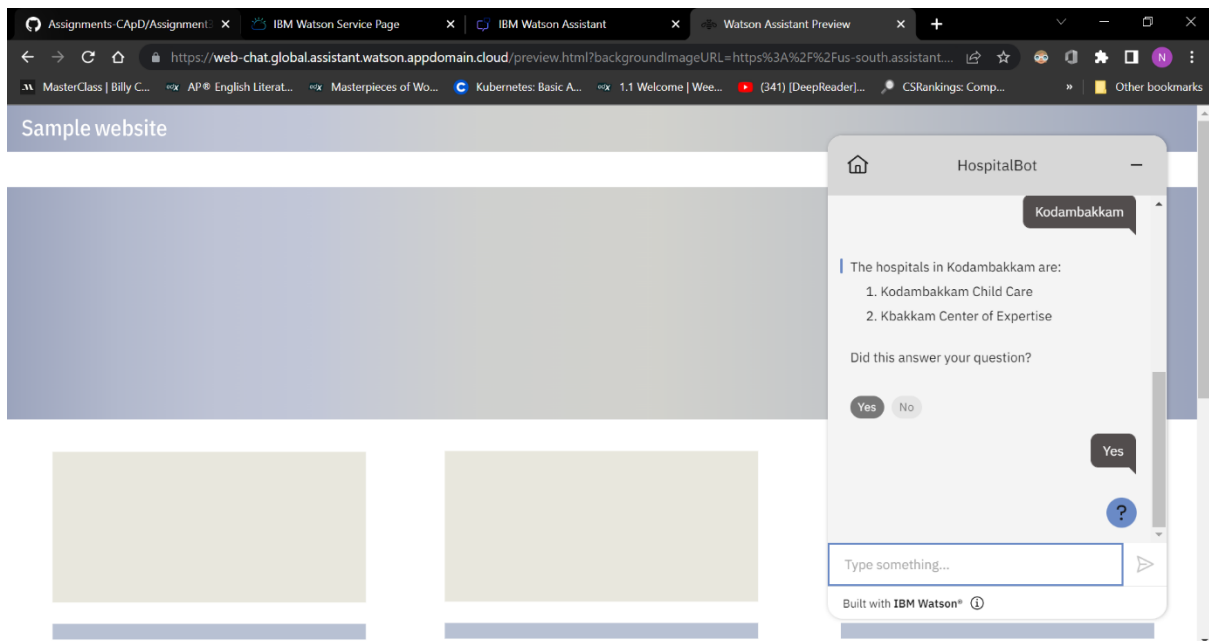 Assignments-CApD/Assignment3
IBM Watson Service Page
IBM Watson Assistant
Watson Assistant Preview
https://web-chat.global.assistant.watson.appdomain.cloud/preview.html?backgroundImageURL=https%3A%2F%2Fus-south.assistant....
N
MasterClass | Billy C...
edX
AP® English Literat...
edX
Masterpieces of Wo...
C
Kubernetes: Basic A...
edX
1.1 Welcome | Wee...
(341) [DeepReader]...
CSRankings: Comp...
»
Other bookmarks
Sample website
HospitalBot
Kodambakkam
The hospitals in Kodambakkam are:
1. Kodambakkam Child Care
2. Kbakkam Center of Expertise
Did this answer your question?
Yes No
Yes
?
Type something...
Built with IBM Watson®